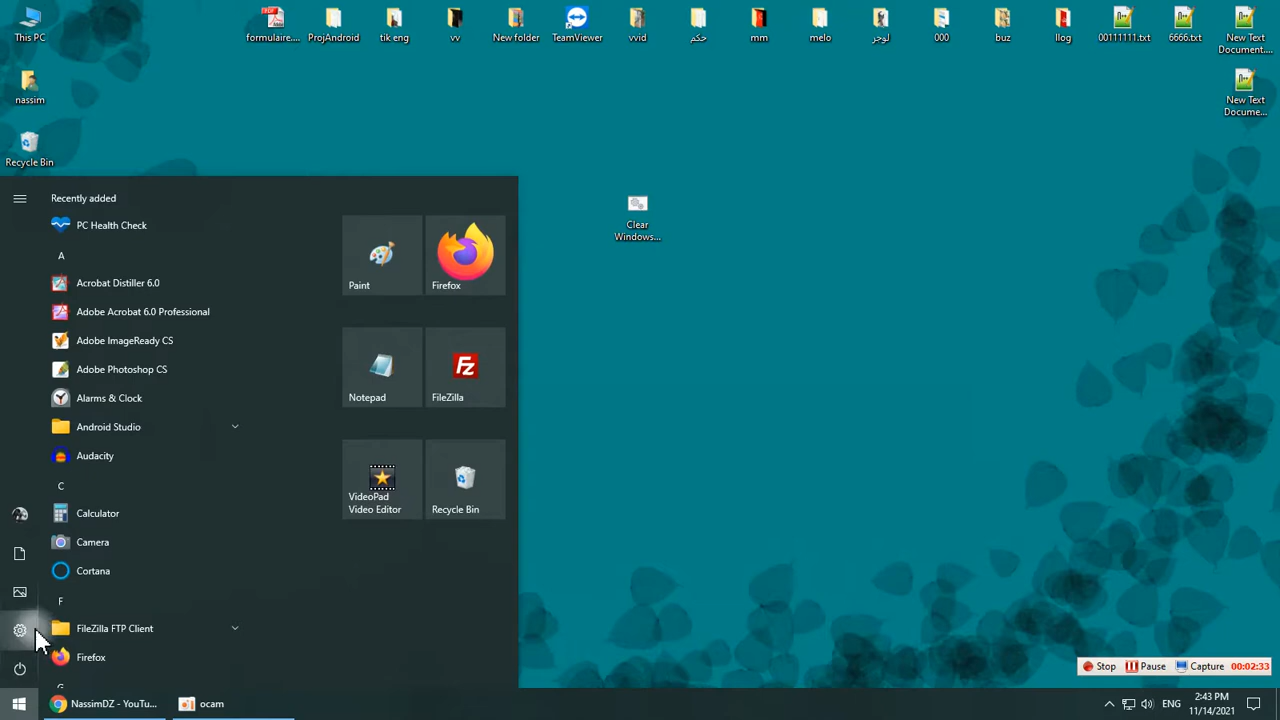 This PC
formulaire....
ProjAndroid
tik eng
vv
New folder
TeamViewer
vvid
حكم
mm
melo
لوجر
000
buz
llog
00111111.txt
6666.txt
New Text
Document....
nassim
New Text
Docume...
Recycle Bin
Clear
Windows...
Recently added
PC Health Check
A
Acrobat Distiller 6.0
Adobe Acrobat 6.0 Professional
Adobe ImageReady CS
Adobe Photoshop CS
Alarms & Clock
Android Studio
Audacity
C
Calculator
Camera
Cortana
F
FileZilla FTP Client
Firefox
Paint
Firefox
Notepad
FileZilla
VideoPad
Video Editor
Recycle Bin
Stop
Pause
Capture
00:02:33
NassimDZ - YouTu...
ocam
ENG
2:43 PM
11/14/2021